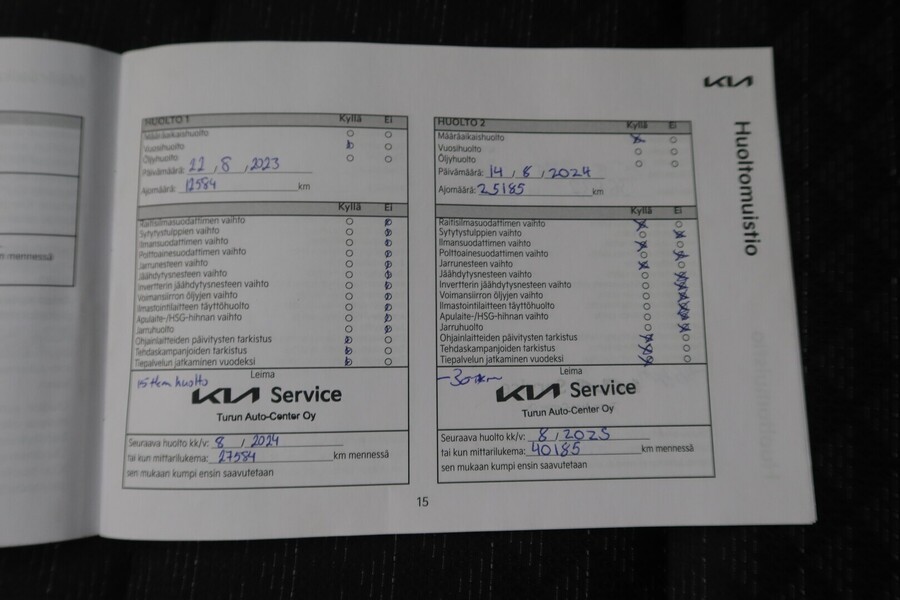 n mennessä
KIA
Huoltomuistio
HUOLTO 1 Kyllä Ei
Määräaikaishuolto
Vuosihuolto
Öljyhuolto
Päivämäärä: 22 , 8 , 2023
Ajomäärä: 12584 km
Kyllä Ei
Raitisilmasuodattimen vaihto
Sytytystulppien vaihto
Ilmansuodattimen vaihto
Polttoainesuodattimen vaihto
Jarrunesteen vaihto
Jäähdytysnesteen vaihto
Invertterin jäähdytysnesteen vaihto
Voimansiirron öljyjen vaihto
Ilmastointilaitteen täyttöhuolto
Apulaite-/HSG-hihnan vaihto
Jarruhuolto
Ohjainlaitteiden päivitysten tarkistus
Tehdaskampanjoiden tarkistus
Tiepalvelun jatkaminen vuodeksi
Leima
15tkm huolto
KIA Service
Turun Auto-Center Oy
Seuraava huolto kk/v: 8 / 2024
tai kun mittarilukema: 27584 km mennessä
sen mukaan kumpi ensin saavutetaan
HUOLTO 2 Kyllä Ei
Määräaikaishuolto
Vuosihuolto
Öljyhuolto
Päivämäärä: 14 , 8 , 2024
Ajomäärä: 25185 km
Kyllä Ei
Raitisilmasuodattimen vaihto
Sytytystulppien vaihto
Ilmansuodattimen vaihto
Polttoainesuodattimen vaihto
Jarrunesteen vaihto
Jäähdytysnesteen vaihto
Invertterin jäähdytysnesteen vaihto
Voimansiirron öljyjen vaihto
Ilmastointilaitteen täyttöhuolto
Apulaite-/HSG-hihnan vaihto
Jarruhuolto
Ohjainlaitteiden päivitysten tarkistus
Tehdaskampanjoiden tarkistus
Tiepalvelun jatkaminen vuodeksi
Leima
KIA Service
Turun Auto-Center Oy
Seuraava huolto kk/v: 8 / 2025
tai kun mittarilukema: 40185 km mennessä
sen mukaan kumpi ensin saavutetaan
15